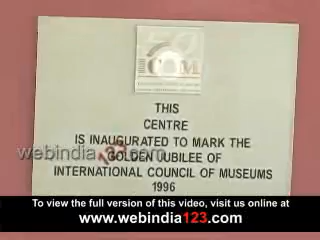 50
ICOM
THIS
CENTRE
IS INAUGURATED TO MARK THE
GOLDEN JUBILEE OF
INTERNATIONAL COUNCIL OF MUSEUMS
1996
webindia123.com
To view the full version of this video, visit us online at
www.webindia123.com